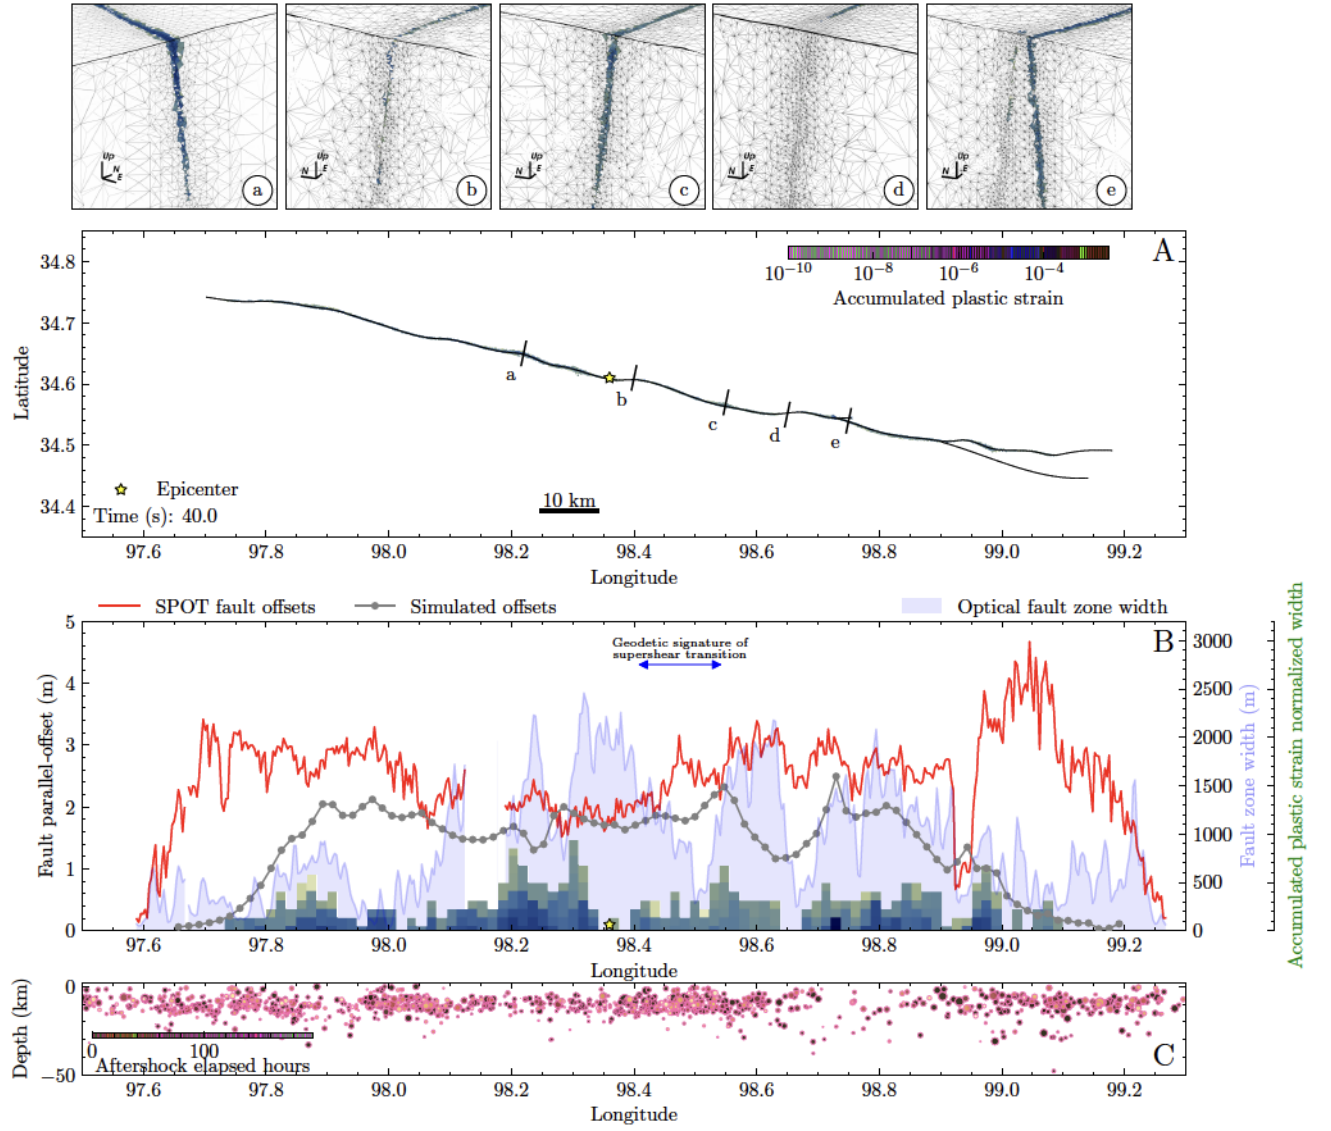 Up N E a
Up N E b
Up N E c
Up N E d
Up N E e
A
34.8
34.7
34.6
34.5
34.4
Latitude
10⁻¹⁰ 10⁻⁸ 10⁻⁶ 10⁻⁴
Accumulated plastic strain
a
b
c
d
e
Epicenter
Time (s): 40.0
10 km
97.6 97.8 98.0 98.2 98.4 98.6 98.8 99.0 99.2
Longitude
SPOT fault offsets
Simulated offsets
Optical fault zone width
B
Geodetic signature of
supershear transition
5
4
3
2
1
0
Fault parallel-offset (m)
3000
2500
2000
1500
1000
500
0
Fault zone width (m)
Accumulated plastic strain normalized width
97.6 97.8 98.0 98.2 98.4 98.6 98.8 99.0 99.2
Longitude
0
−50
Depth (km)
0 100
Aftershock elapsed hours
C
97.6 97.8 98.0 98.2 98.4 98.6 98.8 99.0 99.2
Longitude